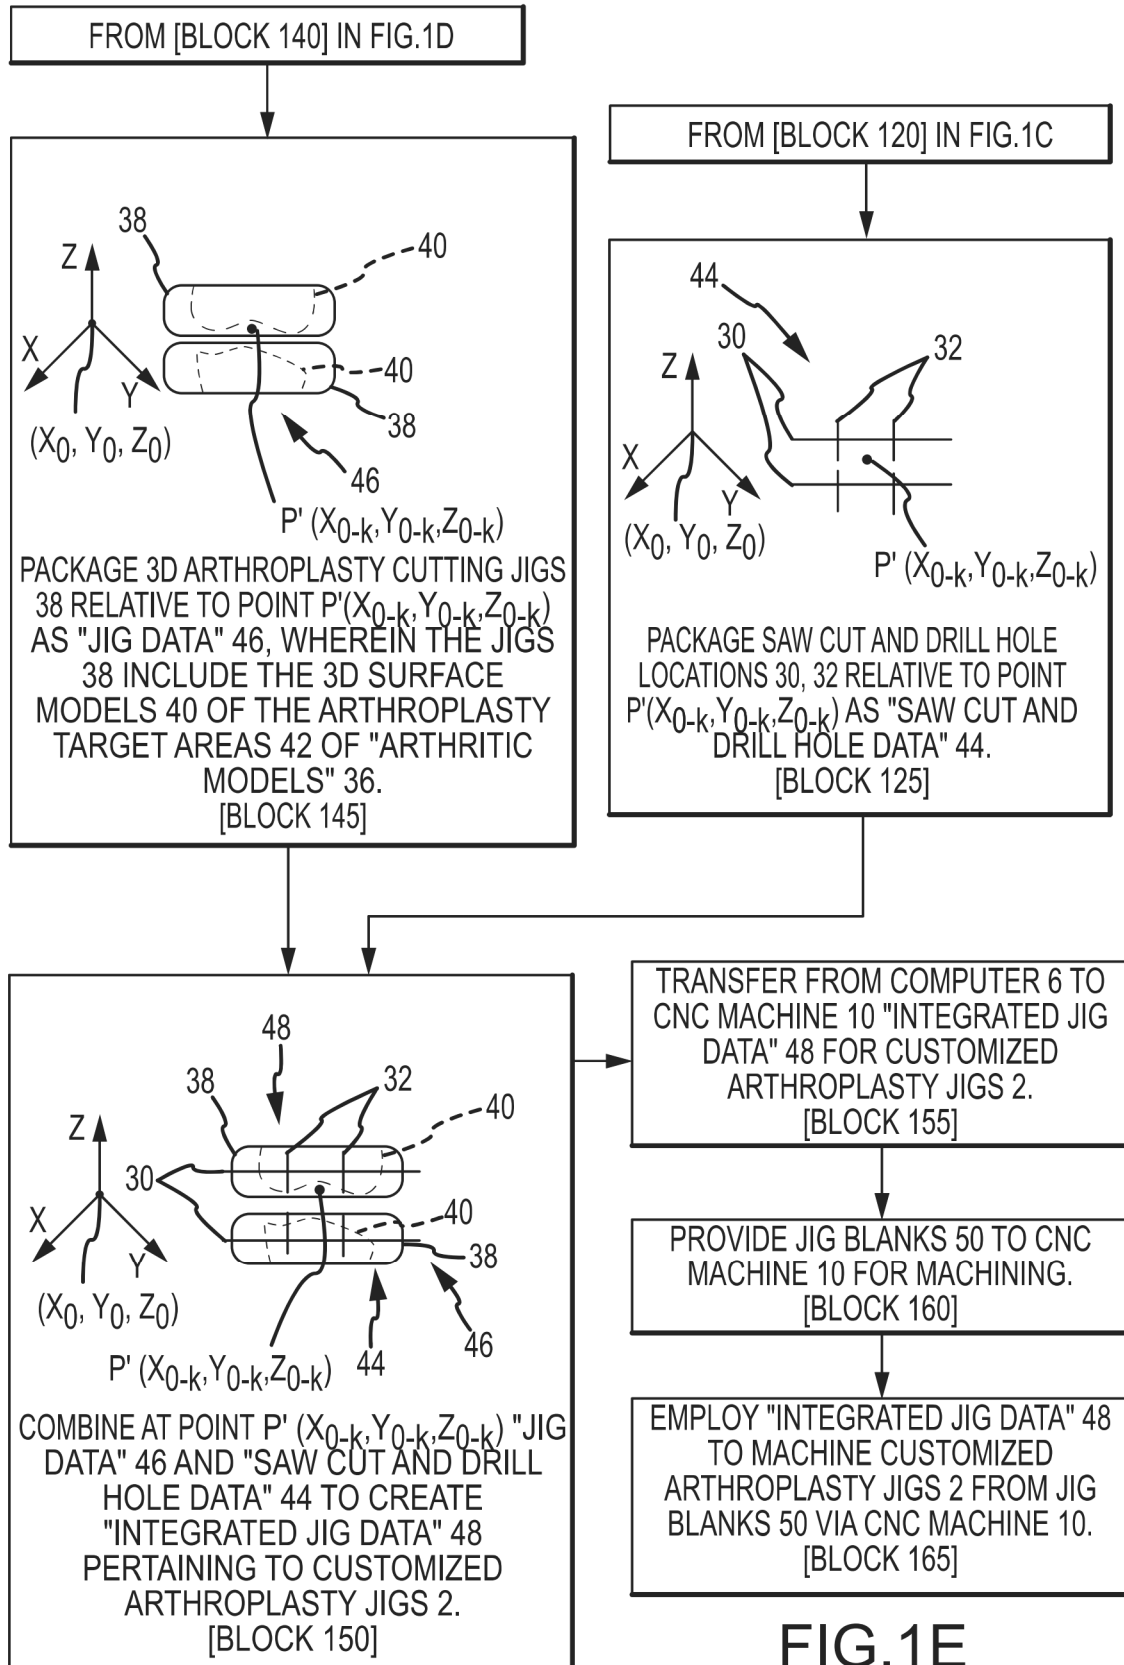 FROM [BLOCK 140] IN FIG.1D
38
40
Z
X
Y
40
38
(X0, Y0, Z0)
46
P' (X0-k,Y0-k,Z0-k)
PACKAGE 3D ARTHROPLASTY CUTTING JIGS
38 RELATIVE TO POINT P'(X0-k,Y0-k,Z0-k)
AS "JIG DATA" 46, WHEREIN THE JIGS
38 INCLUDE THE 3D SURFACE
MODELS 40 OF THE ARTHROPLASTY
TARGET AREAS 42 OF "ARTHRITIC
MODELS" 36.
[BLOCK 145]
FROM [BLOCK 120] IN FIG.1C
44
30
32
Z
X
Y
(X0, Y0, Z0)
P' (X0-k,Y0-k,Z0-k)
PACKAGE SAW CUT AND DRILL HOLE
LOCATIONS 30, 32 RELATIVE TO POINT
P'(X0-k,Y0-k,Z0-k) AS "SAW CUT AND
DRILL HOLE DATA" 44.
[BLOCK 125]
48
38
32
40
Z
30
X
Y
40
38
(X0, Y0, Z0)
46
P' (X0-k,Y0-k,Z0-k)
44
COMBINE AT POINT P' (X0-k,Y0-k,Z0-k) "JIG
DATA" 46 AND "SAW CUT AND DRILL
HOLE DATA" 44 TO CREATE
"INTEGRATED JIG DATA" 48
PERTAINING TO CUSTOMIZED
ARTHROPLASTY JIGS 2.
[BLOCK 150]
TRANSFER FROM COMPUTER 6 TO
CNC MACHINE 10 "INTEGRATED JIG
DATA" 48 FOR CUSTOMIZED
ARTHROPLASTY JIGS 2.
[BLOCK 155]
PROVIDE JIG BLANKS 50 TO CNC
MACHINE 10 FOR MACHINING.
[BLOCK 160]
EMPLOY "INTEGRATED JIG DATA" 48
TO MACHINE CUSTOMIZED
ARTHROPLASTY JIGS 2 FROM JIG
BLANKS 50 VIA CNC MACHINE 10.
[BLOCK 165]
FIG.1E